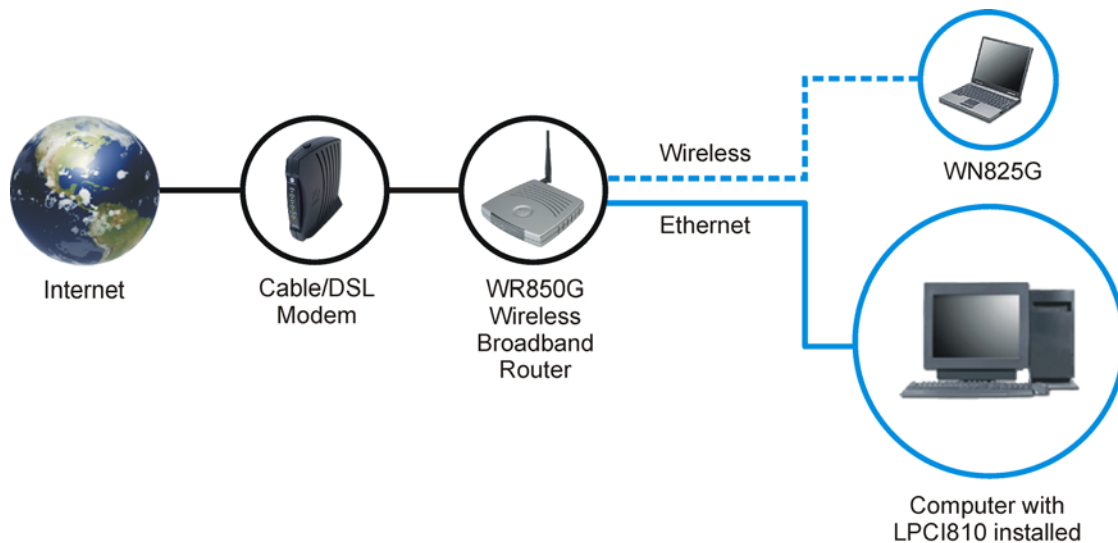 Internet
Cable/DSL
Modem
WR850G
Wireless
Broadband
Router
Wireless
Ethernet
WN825G
Computer with
LPCI810 installed